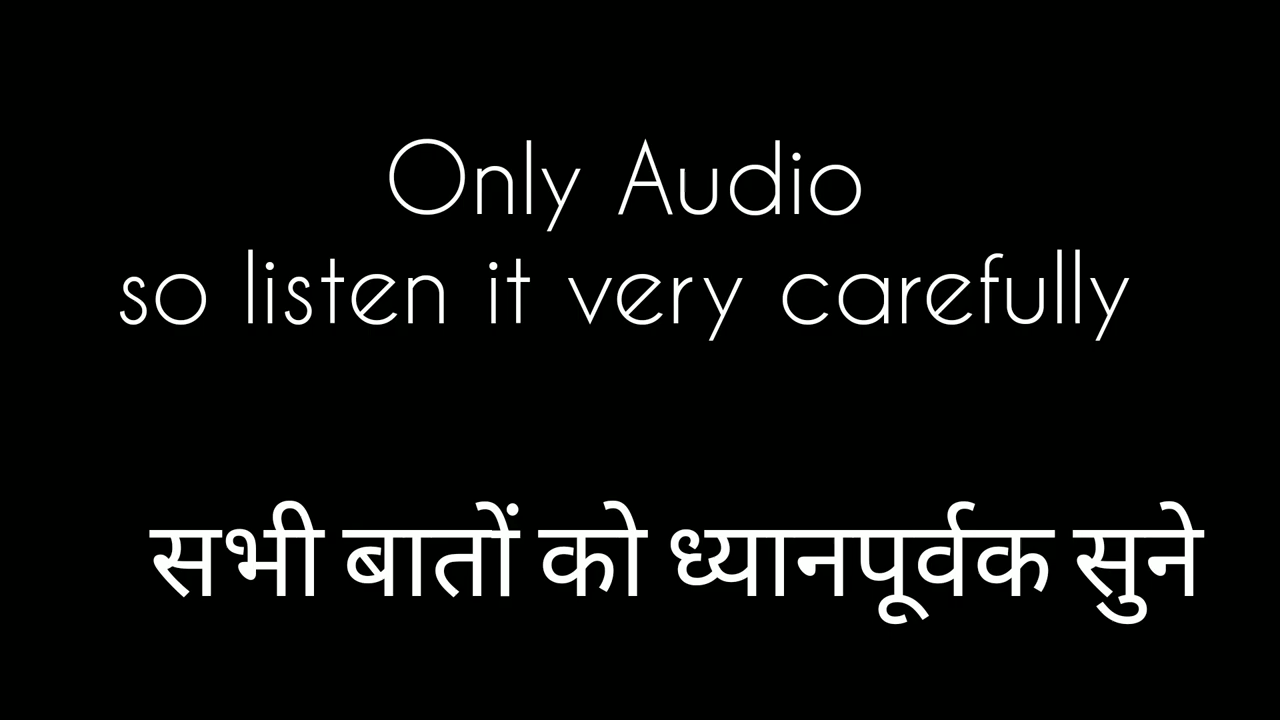 Only Audio
so listen it very carefully
सभी बातों को ध्यानपूर्वक सुने